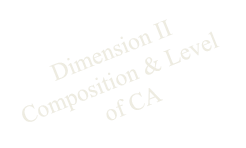 Dimension II
Composition & Level
of CA